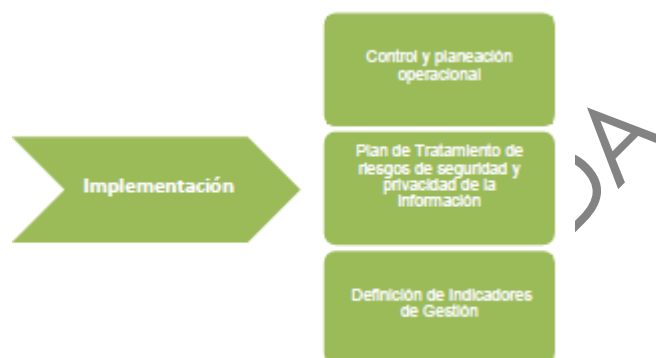 Control y planeación
operacional
Implementación
Plan de Tratamiento de
riesgos de seguridad y
privacidad de la
Información
Definición de Indicadores
de Gestión
DA